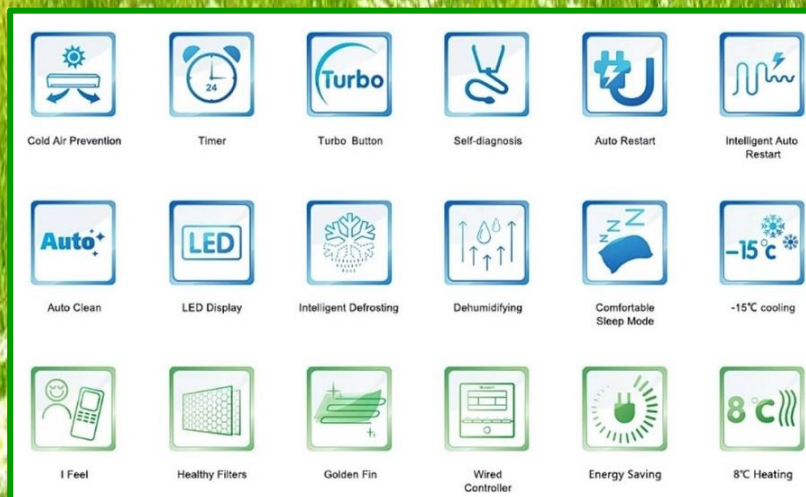 24
Turbo
Cold Air Prevention
Timer
Turbo Button
Self-diagnosis
Auto Restart
Intelligent Auto
Restart
Auto
LED
-15°c
Auto Clean
LED Display
Intelligent Defrosting
Dehumidifying
Comfortable
Sleep Mode
-15℃ cooling
8°c
I Feel
Healthy Filters
Golden Fin
Wired
Controller
Energy Saving
8℃ Heating